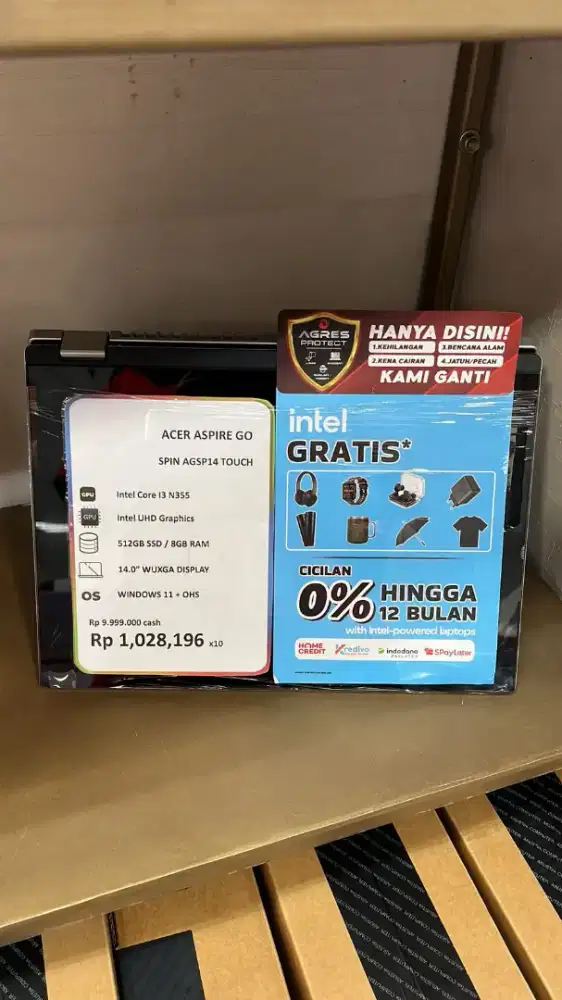 ACER ASPIRE GO
SPIN AGSP14 TOUCH
CPU
Intel Core I3 N355
GPU
Intel UHD Graphics
512GB SSD / 8GB RAM
14.0” WUXGA DISPLAY
OS
WINDOWS 11 + OHS
Rp 9.999.000 cash
Rp 1,028,196 x10
AGRES
PROTECT
HANYA DISINI!
1.KEHILANGAN
3.BENCANA ALAM
2.KENA CAIRAN
4.JATUH/PECAH
KAMI GANTI
intel
GRATIS*
CICILAN
0% HINGGA
12 BULAN
with Intel-powered laptops
HOME
CREDIT
Kredivo
indodana
PAYLATER
SPayLater